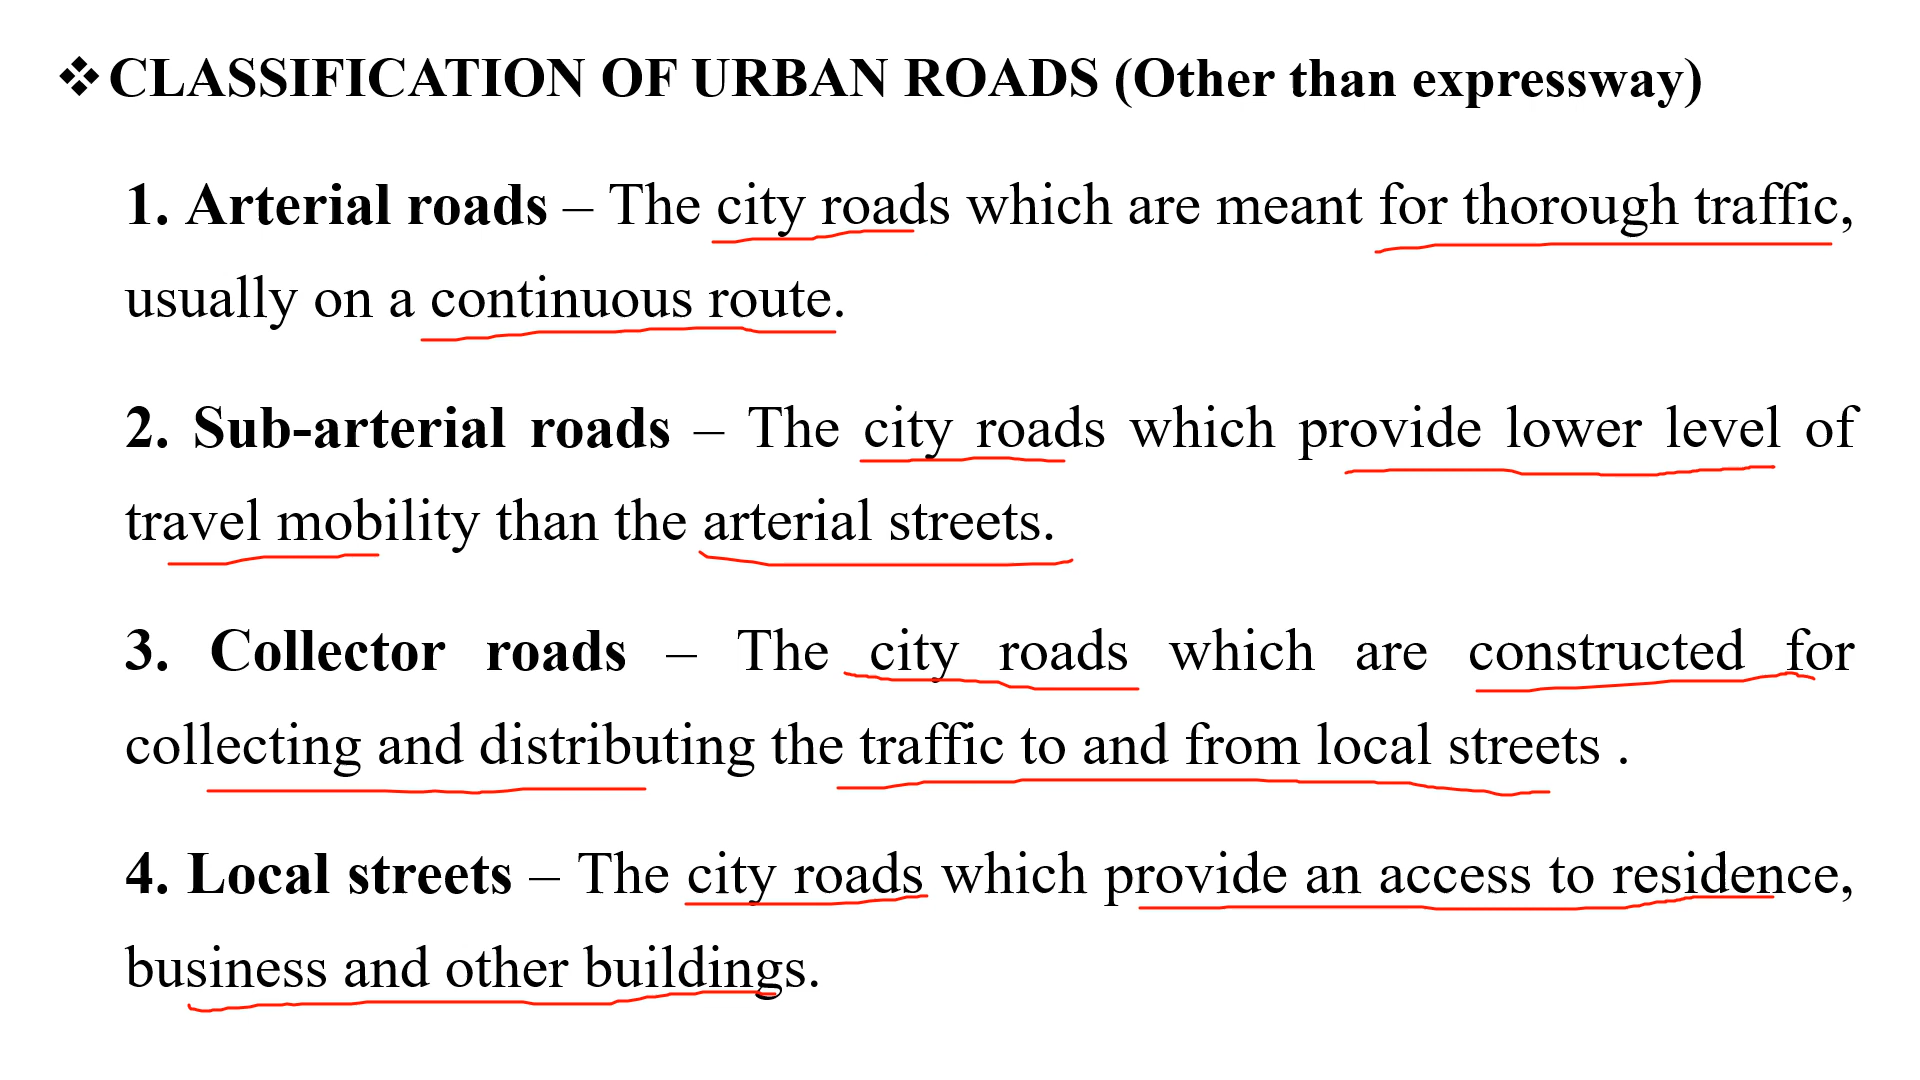 ❖CLASSIFICATION OF URBAN ROADS (Other than expressway)
1. Arterial roads – The city roads which are meant for thorough traffic,
usually on a continuous route.
2. Sub-arterial roads – The city roads which provide lower level of
travel mobility than the arterial streets.
3. Collector roads – The city roads which are constructed for
collecting and distributing the traffic to and from local streets .
4. Local streets – The city roads which provide an access to residence,
business and other buildings.